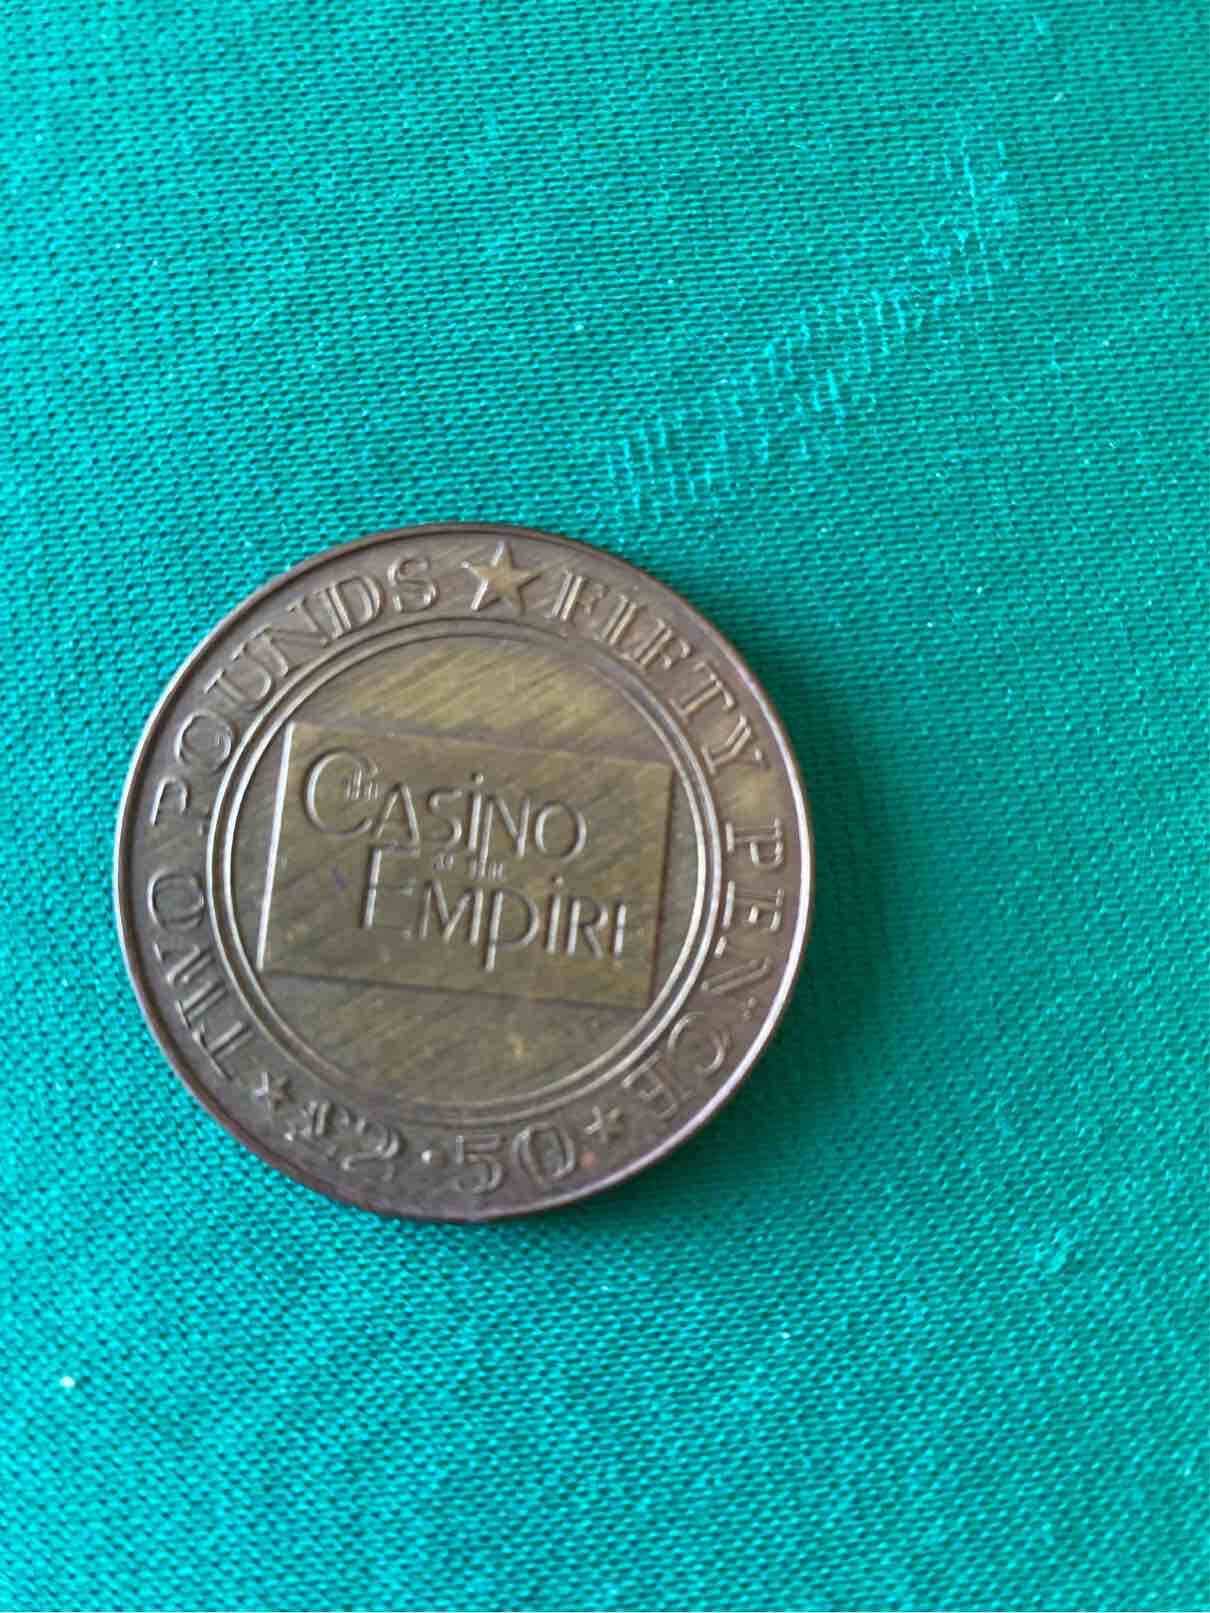 TWO POUNDS ★ FIFTY PENCE
★ £2·50 ★
the CASINO
at the
EMPIRE